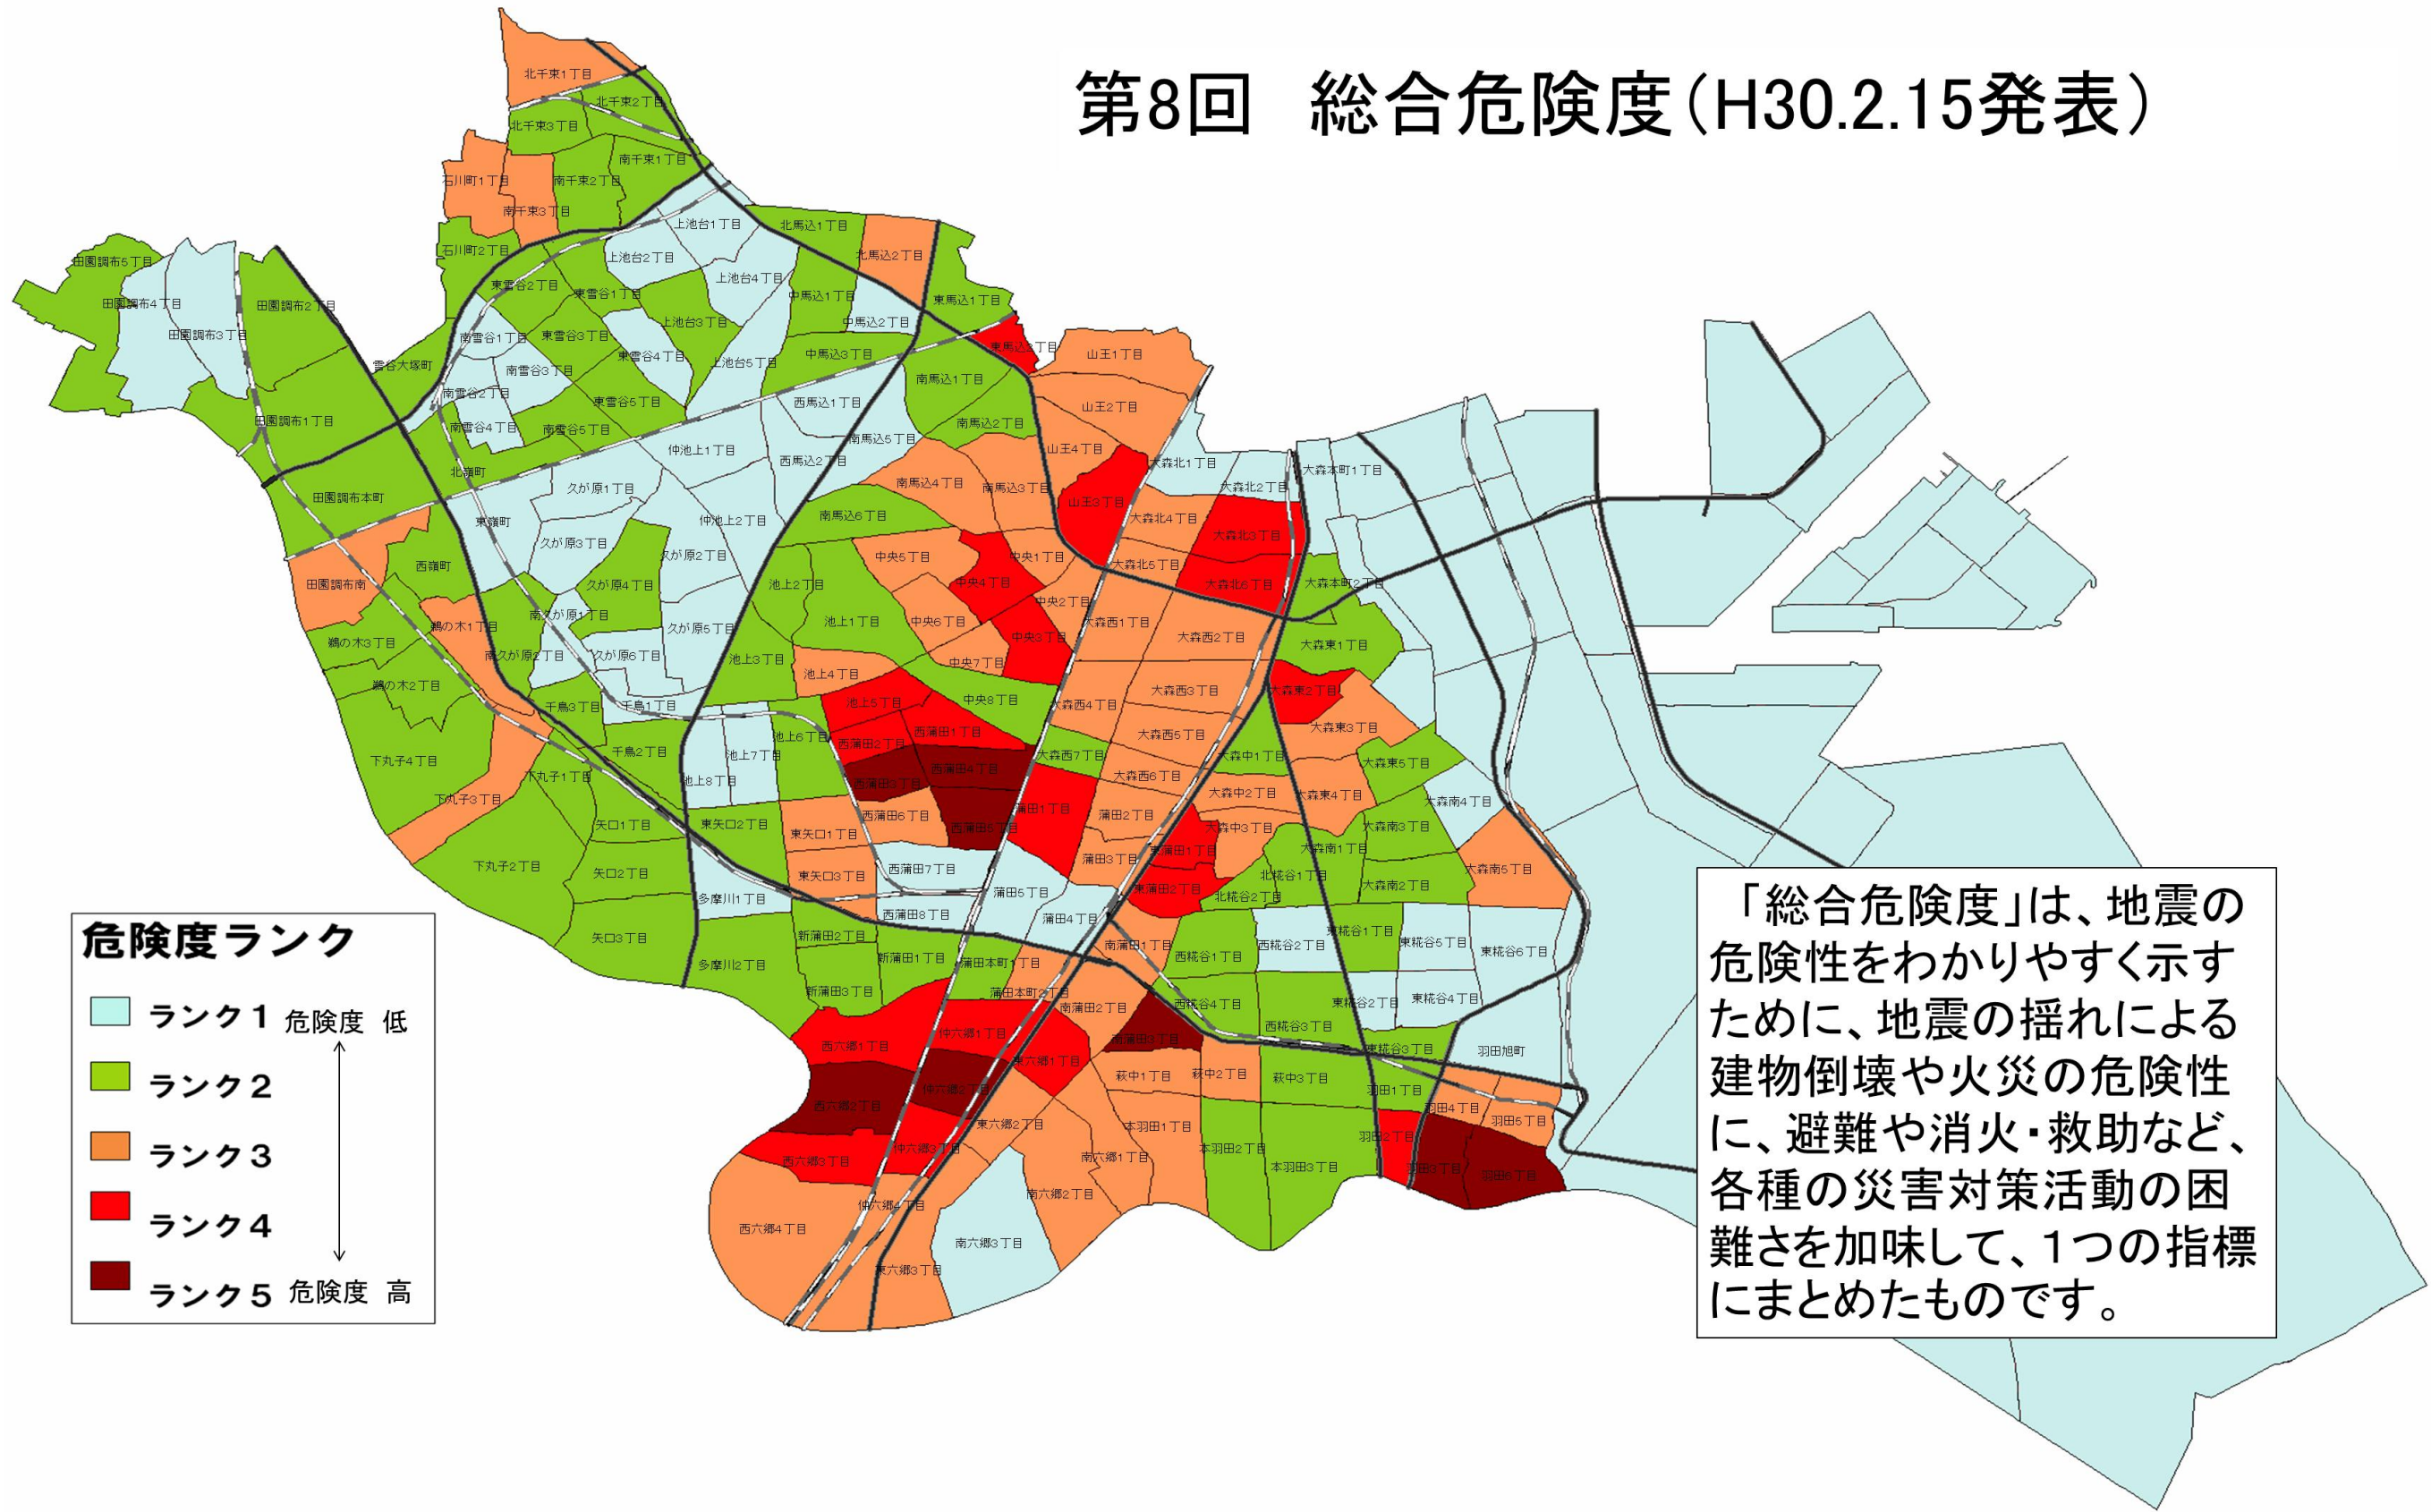 第8回　総合危険度（H30.2.15発表）
北千束1丁目
北千束2丁目
北千束3丁目
南千束1丁目
石川町1丁目
南千束2丁目
南千束3丁目
上池台1丁目
北馬込1丁目
石川町2丁目
北馬込2丁目
田園調布5丁目
上池台2丁目
上池台4丁目
東雪谷2丁目
東雪谷1丁目
中馬込1丁目
東馬込1丁目
田園調布4丁目
田園調布2丁目
田園調布3丁目
上池台3丁目
中馬込2丁目
南雪谷1丁目
東雪谷3丁目
東馬込2丁目
山王1丁目
雪谷大塚町
東雪谷4丁目
上池台5丁目
中馬込3丁目
南雪谷3丁目
南馬込1丁目
南雪谷2丁目
東雪谷5丁目
西馬込1丁目
山王2丁目
田園調布1丁目
南雪谷4丁目
南雪谷5丁目
南馬込2丁目
南馬込5丁目
仲池上1丁目
西馬込2丁目
山王4丁目
大森北1丁目
大森本町1丁目
北嶺町
田園調布本町
久が原1丁目
南馬込4丁目
南馬込3丁目
大森北2丁目
山王3丁目
東嶺町
仲池上2丁目
南馬込6丁目
大森北4丁目
大森北3丁目
久が原3丁目
久が原2丁目
中央5丁目
中央1丁目
大森北5丁目
西嶺町
田園調布南
久が原4丁目
池上2丁目
中央4丁目
大森北6丁目
大森本町2丁目
中央2丁目
南久が原1丁目
鵜の木1丁目
久が原5丁目
池上1丁目
中央6丁目
大森西1丁目
大森西2丁目
中央3丁目
鵜の木3丁目
南久が原2丁目
久が原6丁目
池上3丁目
中央7丁目
大森東1丁目
池上4丁目
鵜の木2丁目
大森西3丁目
大森東2丁目
千鳥3丁目
千鳥1丁目
池上5丁目
中央8丁目
大森西4丁目
大森東3丁目
池上6丁目
西蒲田2丁目
西蒲田1丁目
大森西5丁目
千鳥2丁目
池上7丁目
大森西7丁目
大森中1丁目
大森東5丁目
下丸子4丁目
下丸子1丁目
池上8丁目
西蒲田3丁目
西蒲田4丁目
大森西6丁目
下丸子3丁目
大森中2丁目
大森東4丁目
大森南4丁目
矢口1丁目
東矢口2丁目
東矢口1丁目
西蒲田6丁目
西蒲田5丁目
蒲田1丁目
蒲田2丁目
大森中3丁目
大森南3丁目
下丸子2丁目
矢口2丁目
東矢口3丁目
西蒲田7丁目
蒲田3丁目
東蒲田1丁目
大森南1丁目
大森南5丁目
多摩川1丁目
蒲田5丁目
東蒲田2丁目
北糀谷1丁目
北糀谷2丁目
大森南2丁目
西蒲田8丁目
蒲田4丁目
矢口3丁目
新蒲田2丁目
南蒲田1丁目
西糀谷2丁目
東糀谷1丁目
東糀谷5丁目
東糀谷6丁目
多摩川2丁目
新蒲田1丁目
蒲田本町1丁目
西糀谷1丁目
新蒲田3丁目
蒲田本町2丁目
南蒲田2丁目
西糀谷4丁目
東糀谷2丁目
東糀谷4丁目
西糀谷3丁目
西六郷1丁目
仲六郷1丁目
南蒲田3丁目
東糀谷3丁目
羽田旭町
東六郷1丁目
萩中1丁目
萩中2丁目
萩中3丁目
西六郷2丁目
仲六郷2丁目
羽田1丁目
羽田4丁目
羽田5丁目
東六郷2丁目
本羽田1丁目
羽田2丁目
西六郷3丁目
仲六郷3丁目
南六郷1丁目
本羽田2丁目
本羽田3丁目
羽田3丁目
羽田6丁目
南六郷2丁目
西六郷4丁目
仲六郷4丁目
南六郷3丁目
東六郷3丁目
危険度ランク
ランク1 危険度 低
ランク2
ランク3
ランク4
ランク5 危険度 高
「総合危険度」は、地震の
危険性をわかりやすく示す
ために、地震の揺れによる
建物倒壊や火災の危険性
に、避難や消火・救助など、
各種の災害対策活動の困
難さを加味して、1つの指標
にまとめたものです。